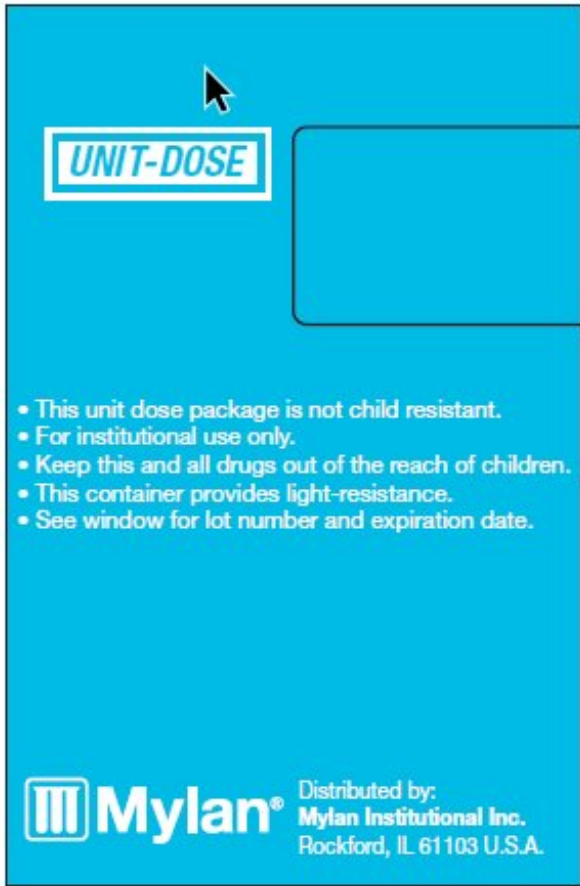 UNIT-DOSE
• This unit dose package is not child resistant.
• For institutional use only.
• Keep this and all drugs out of the reach of children.
• This container provides light-resistance.
• See window for lot number and expiration date.
Mylan®
Distributed by:
Mylan Institutional Inc.
Rockford, IL 61103 U.S.A.